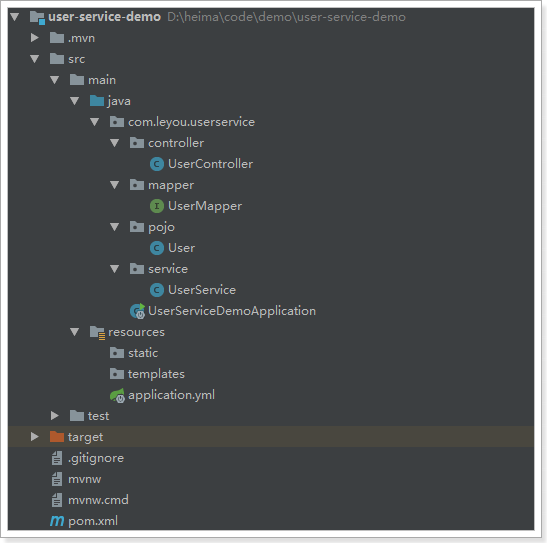 user-service-demo D:\heima\code\demo\user-service-demo
.mvn
src
main
java
com.leyou.userservice
controller
UserController
mapper
UserMapper
pojo
User
service
UserService
UserServiceDemoApplication
resources
static
templates
application.yml
test
target
.gitignore
mvnw
mvnw.cmd
pom.xml